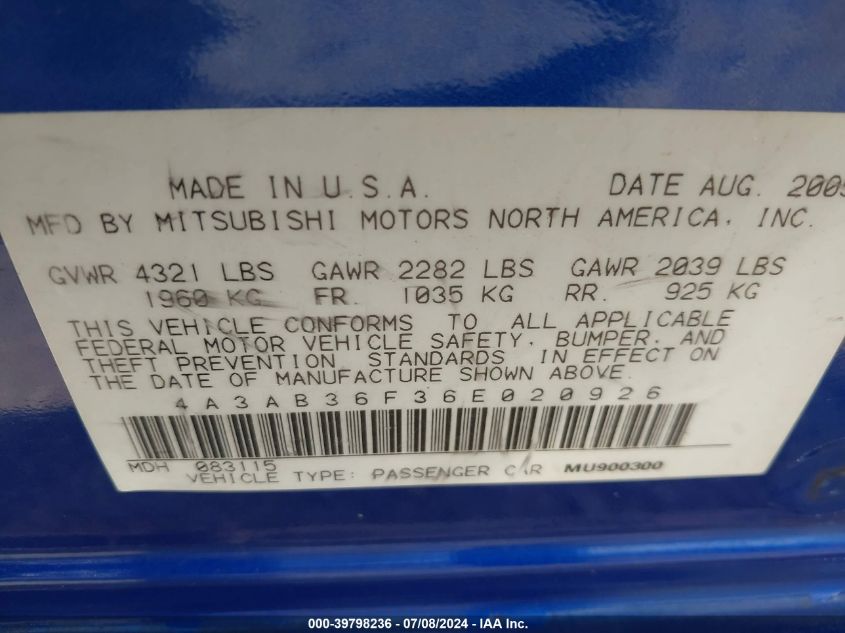 MADE IN U.S.A. DATE AUG. 2005
MFD BY MITSUBISHI MOTORS NORTH AMERICA, INC.
GVWR 4321 LBS GAWR 2282 LBS GAWR 2039 LBS
1960 KG FR. 1035 KG RR. 925 KG
THIS VEHICLE CONFORMS TO ALL APPLICABLE
FEDERAL MOTOR VEHICLE SAFETY, BUMPER, AND
THEFT PREVENTION STANDARDS IN EFFECT ON
THE DATE OF MANUFACTURE SHOWN ABOVE.
4A3AB36F36E020926
MDH 083115
VEHICLE TYPE: PASSENGER CAR MU900300
000-39798236 - 07/08/2024 - IAA Inc.